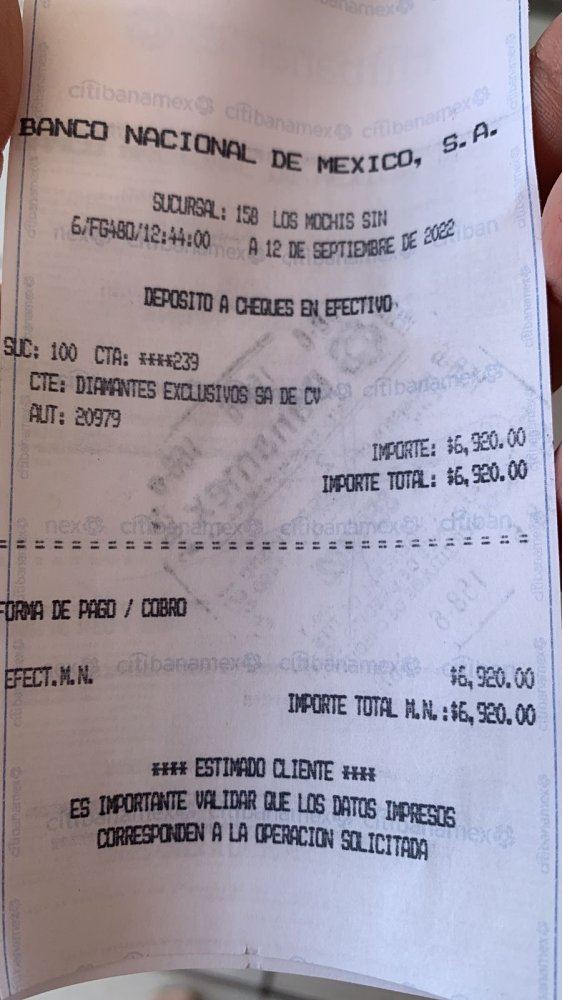 BANCO NACIONAL DE MEXICO, S.A.
SUCURSAL: 158 LOS MOCHIS SIN
6/FG480/12:44:00 A 12 DE SEPTIEMBRE DE 2022
DEPOSITO A CHEQUES EN EFECTIVO
SUC: 100 CTA: ****239
CTE: DIAMANTES EXCLUSIVOS SA DE CV
AUT: 20979
IMPORTE: $6,920.00
IMPORTE TOTAL: $6,920.00
================================
FORMA DE PAGO / COBRO
EFECT.M.N. $6,920.00
IMPORTE TOTAL M.N.:$6,920.00
**** ESTIMADO CLIENTE ****
ES IMPORTANTE VALIDAR QUE LOS DATOS IMPRESOS
CORRESPONDEN A LA OPERACION SOLICITADA
citibanamex